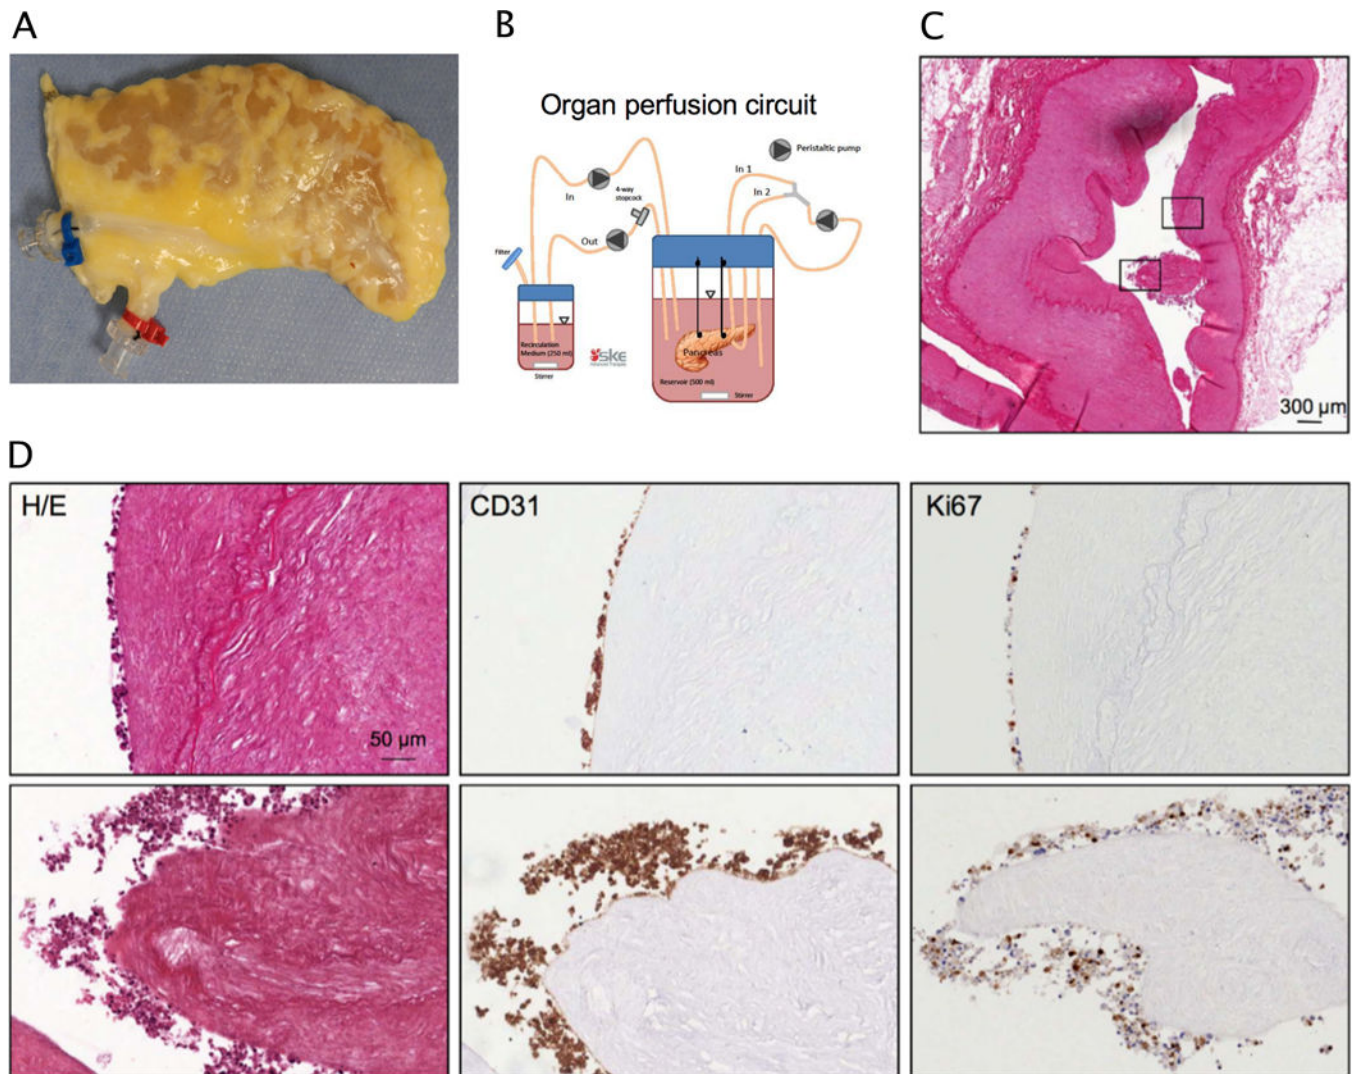 A
B
C
Organ perfusion circuit
Peristaltic pump
In 1
In 2
4-way
stopcock
In
Out
Filter
Recirculation
Medium (250 ml)
Stirrer
SKE
Pancreas
Reservoir (500 ml)
Stirrer
300 µm
D
H/E
50 µm
CD31
Ki67